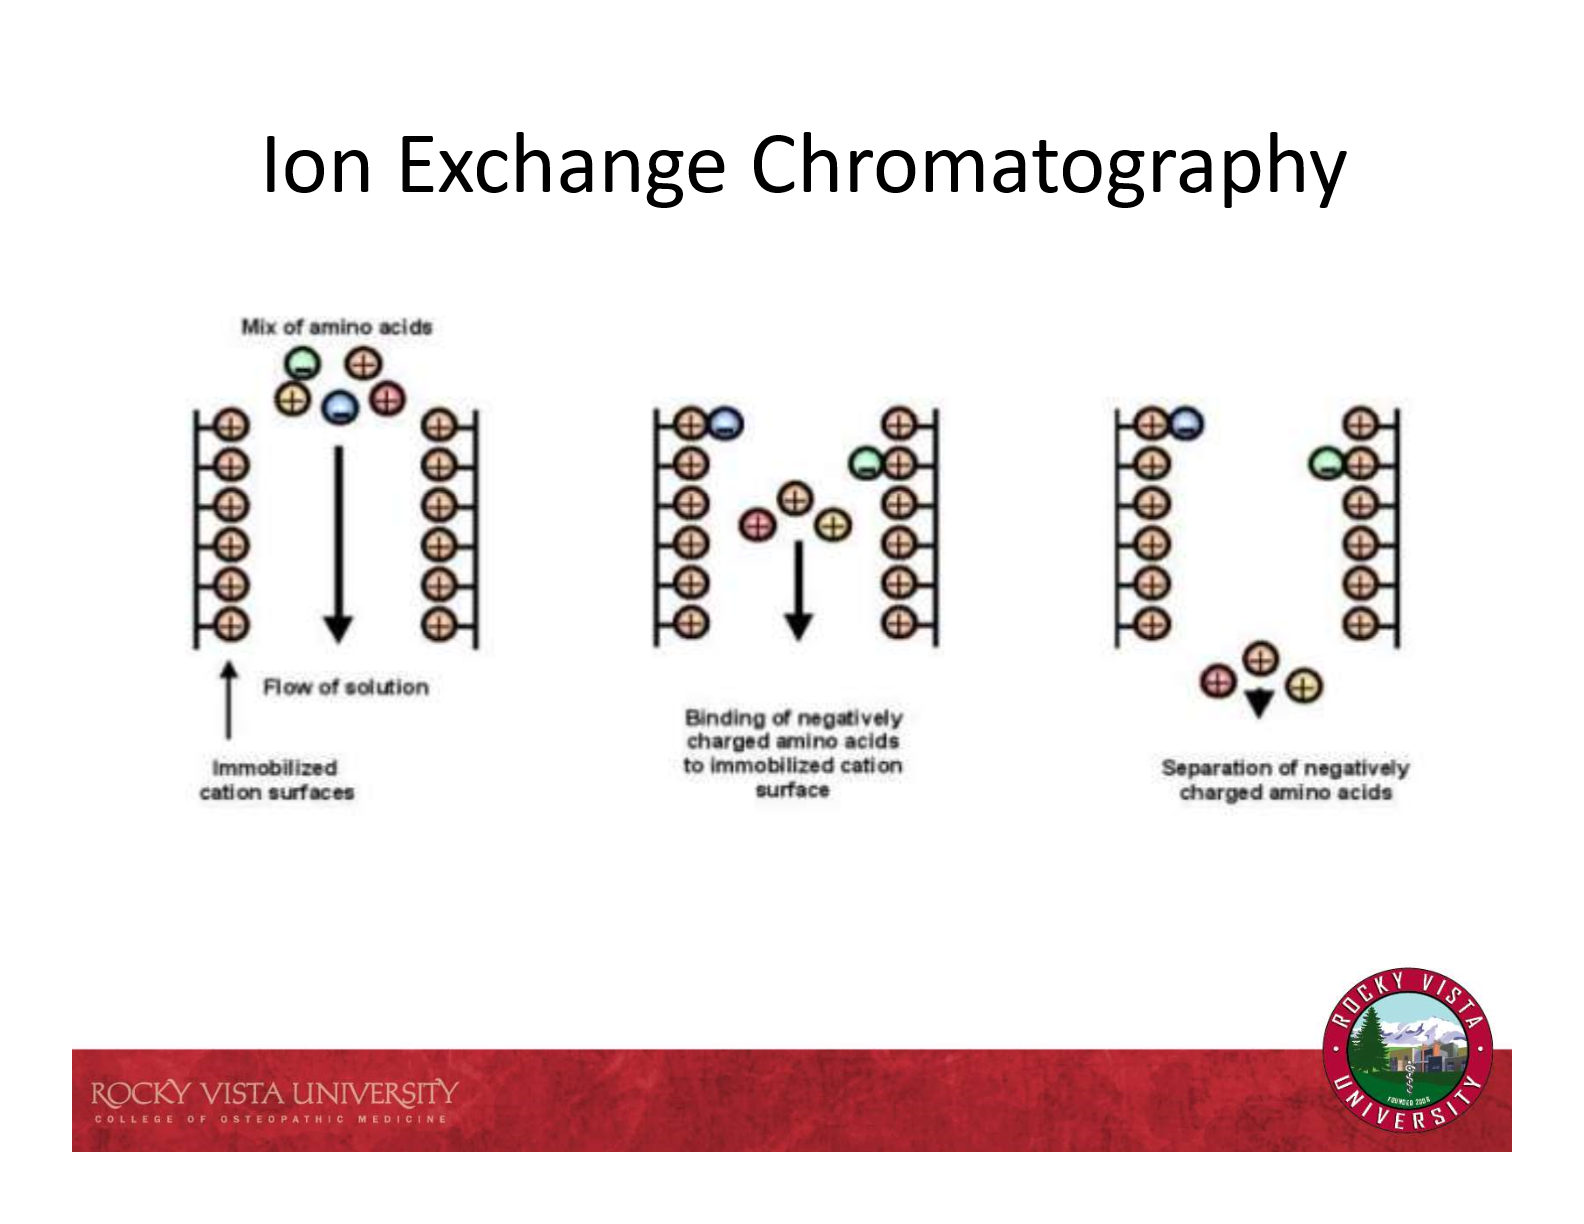 Ion Exchange Chromatography
Mix of amino acids
Flow of solution
Immobilized
cation surfaces
Binding of negatively
charged amino acids
to immobilized cation
surface
Separation of negatively
charged amino acids
ROCKY VISTA UNIVERSITY
COLLEGE OF OSTEOPATHIC MEDICINE
ROCKY VISTA
UNIVERSITY
FOUNDED 2006